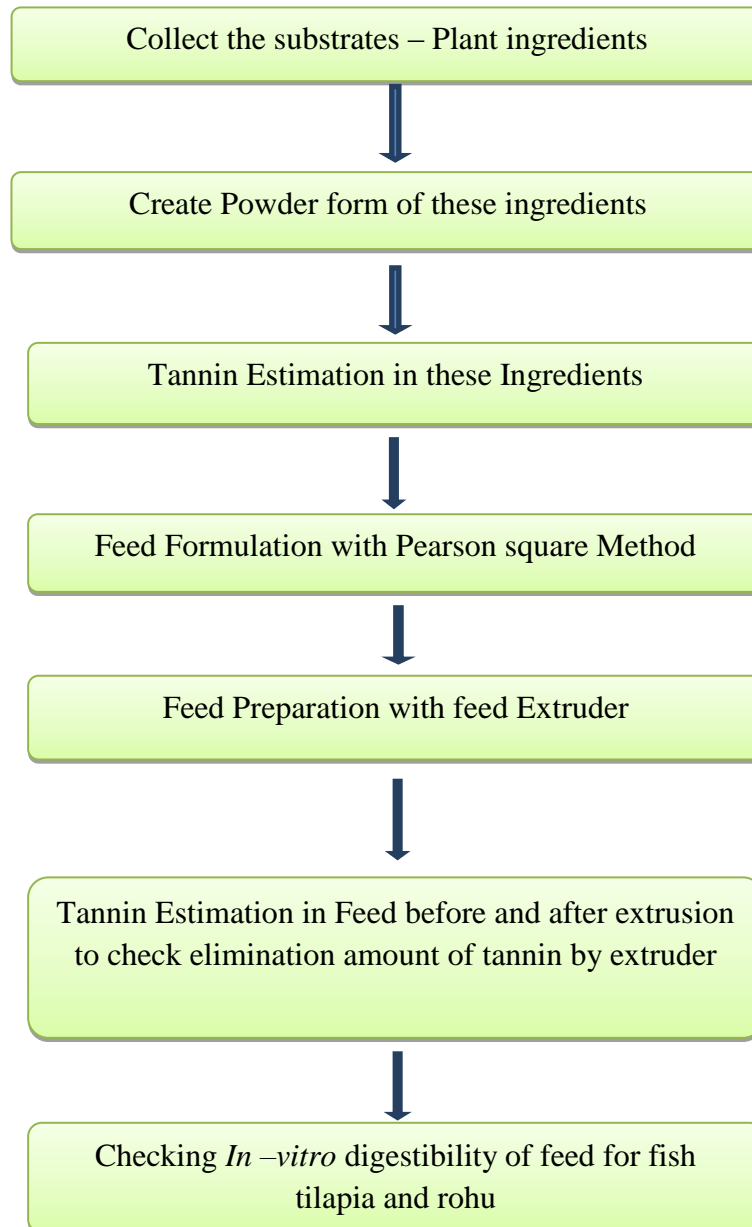 Collect the substrates – Plant ingredients
Create Powder form of these ingredients
Tannin Estimation in these Ingredients
Feed Formulation with Pearson square Method
Feed Preparation with feed Extruder
Tannin Estimation in Feed before and after extrusion
to check elimination amount of tannin by extruder
Checking In –vitro digestibility of feed for fish
tilapia and rohu